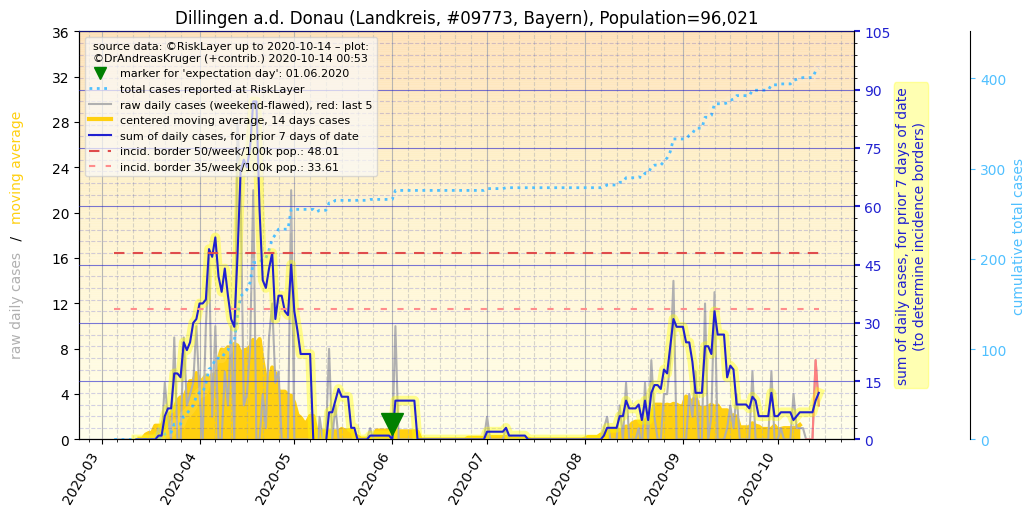 Dillingen a.d. Donau (Landkreis, #09773, Bayern), Population=96,021
source data: ©RiskLayer up to 2020-10-14 – plot:
©DrAndreasKruger (+contrib.) 2020-10-14 00:53
marker for 'expectation day': 01.06.2020
total cases reported at RiskLayer
raw daily cases (weekend-flawed), red: last 5
centered moving average, 14 days cases
sum of daily cases, for prior 7 days of date
incid. border 50/week/100k pop.: 48.01
incid. border 35/week/100k pop.: 33.61
raw daily cases / moving average
36
32
28
24
20
16
12
8
4
0
2020-03
2020-04
2020-05
2020-06
2020-07
2020-08
2020-09
2020-10
105
90
75
60
45
30
15
0
sum of daily cases, for prior 7 days of date
(to determine incidence borders)
400
300
200
100
0
cumulative total cases